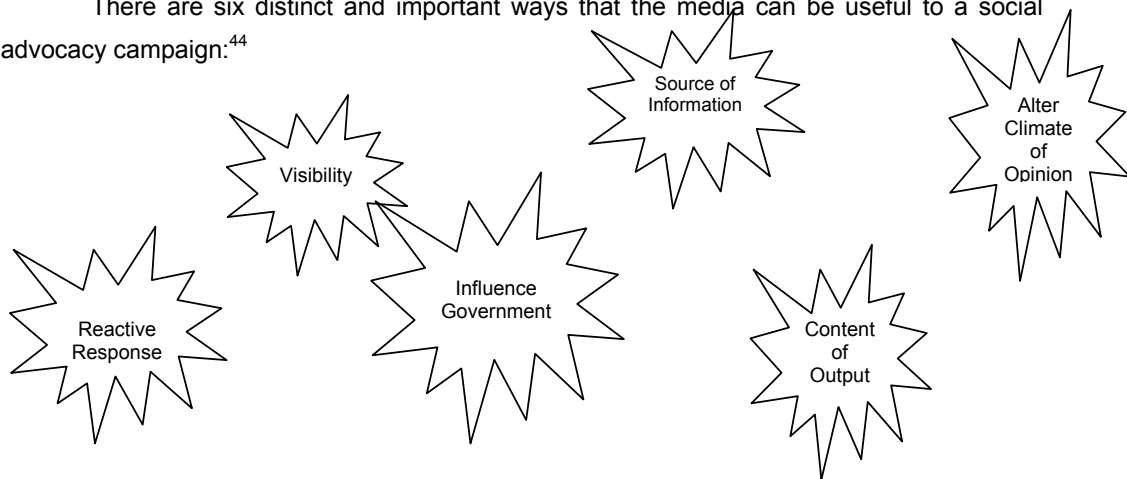 There are six distinct and important ways that the media can be useful to a social
advocacy campaign:44
Source of
Information
Alter
Climate
of
Opinion
Visibility
Influence
Government
Reactive
Response
Content
of
Output